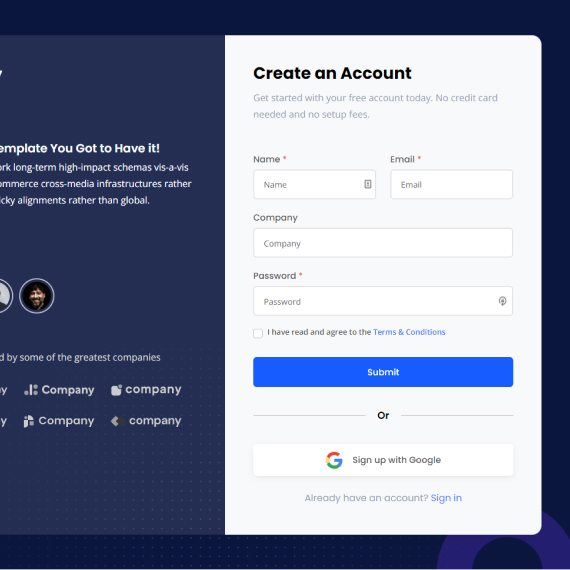 Create an Account
Get started with your free account today. No credit card
needed and no setup fees.
Name *
Email *
Name
Email
Company
Company
Password *
Password
I have read and agree to the Terms & Conditions
Submit
Or
Sign up with Google
Already have an account? Sign in
emplate You Got to Have it!
ork long-term high-impact schemas vis-a-vis
ommerce cross-media infrastructures rather
icky alignments rather than global.
d by some of the greatest companies
y Company company
y Company company